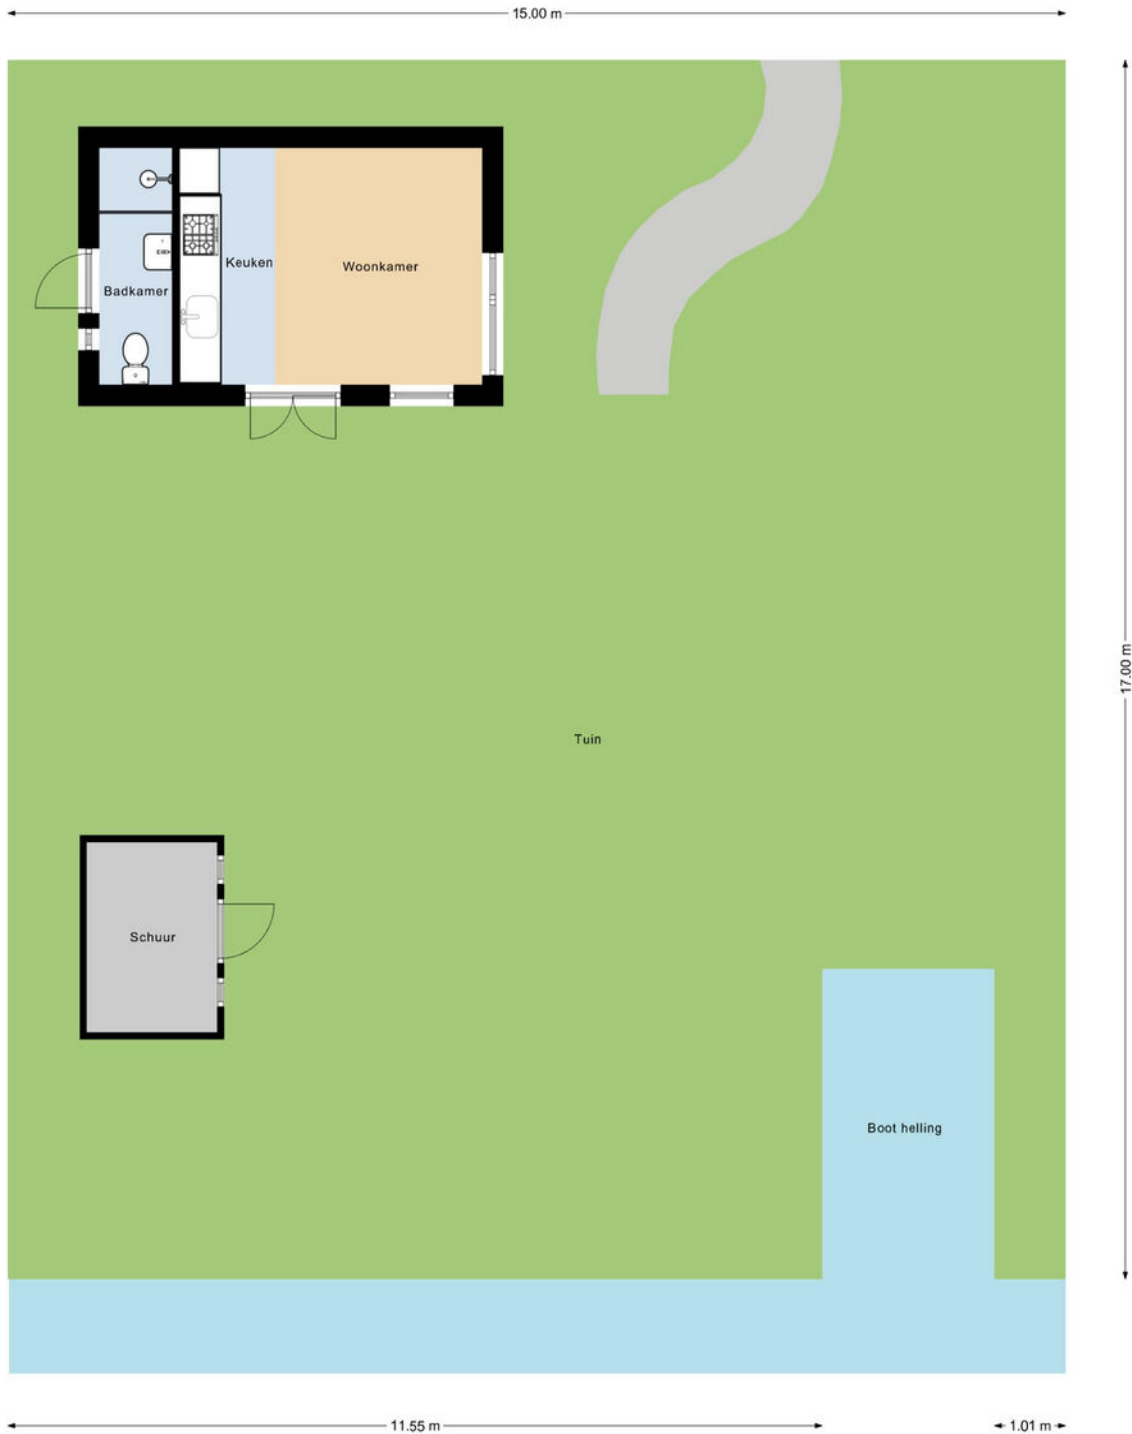 15.00 m
Keuken
Woonkamer
Badkamer
17.00 m
Tuin
Schuur
Boot helling
11.55 m
1.01 m